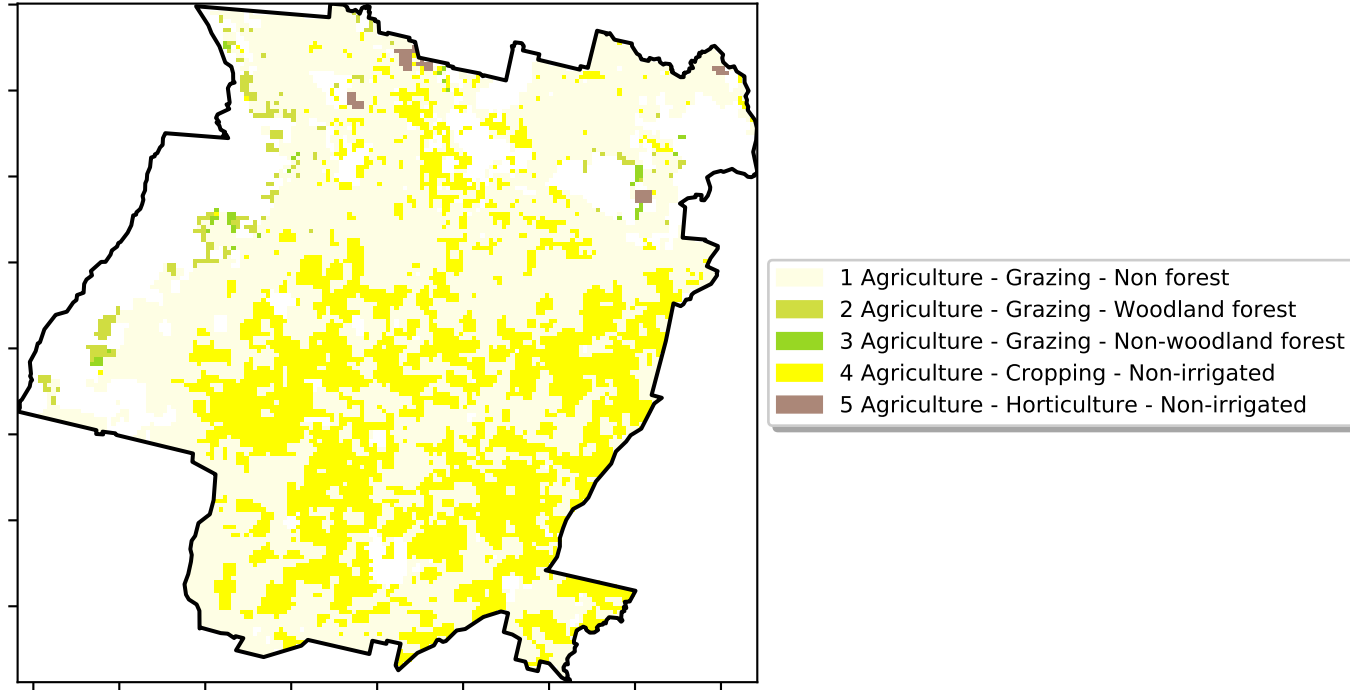 1 Agriculture - Grazing - Non forest
2 Agriculture - Grazing - Woodland forest
3 Agriculture - Grazing - Non-woodland forest
4 Agriculture - Cropping - Non-irrigated
5 Agriculture - Horticulture - Non-irrigated